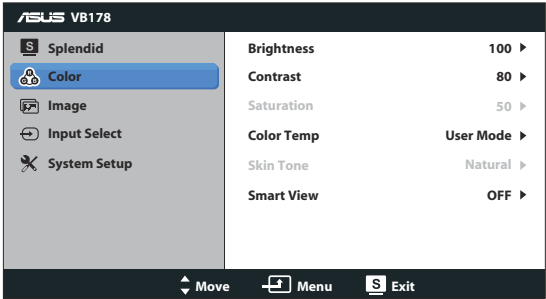 ASUS VB178
S Splendid
Color
Image
Input Select
System Setup
Brightness 100
Contrast 80
Saturation 50
Color Temp User Mode
Skin Tone Natural
Smart View OFF
Move Menu S Exit